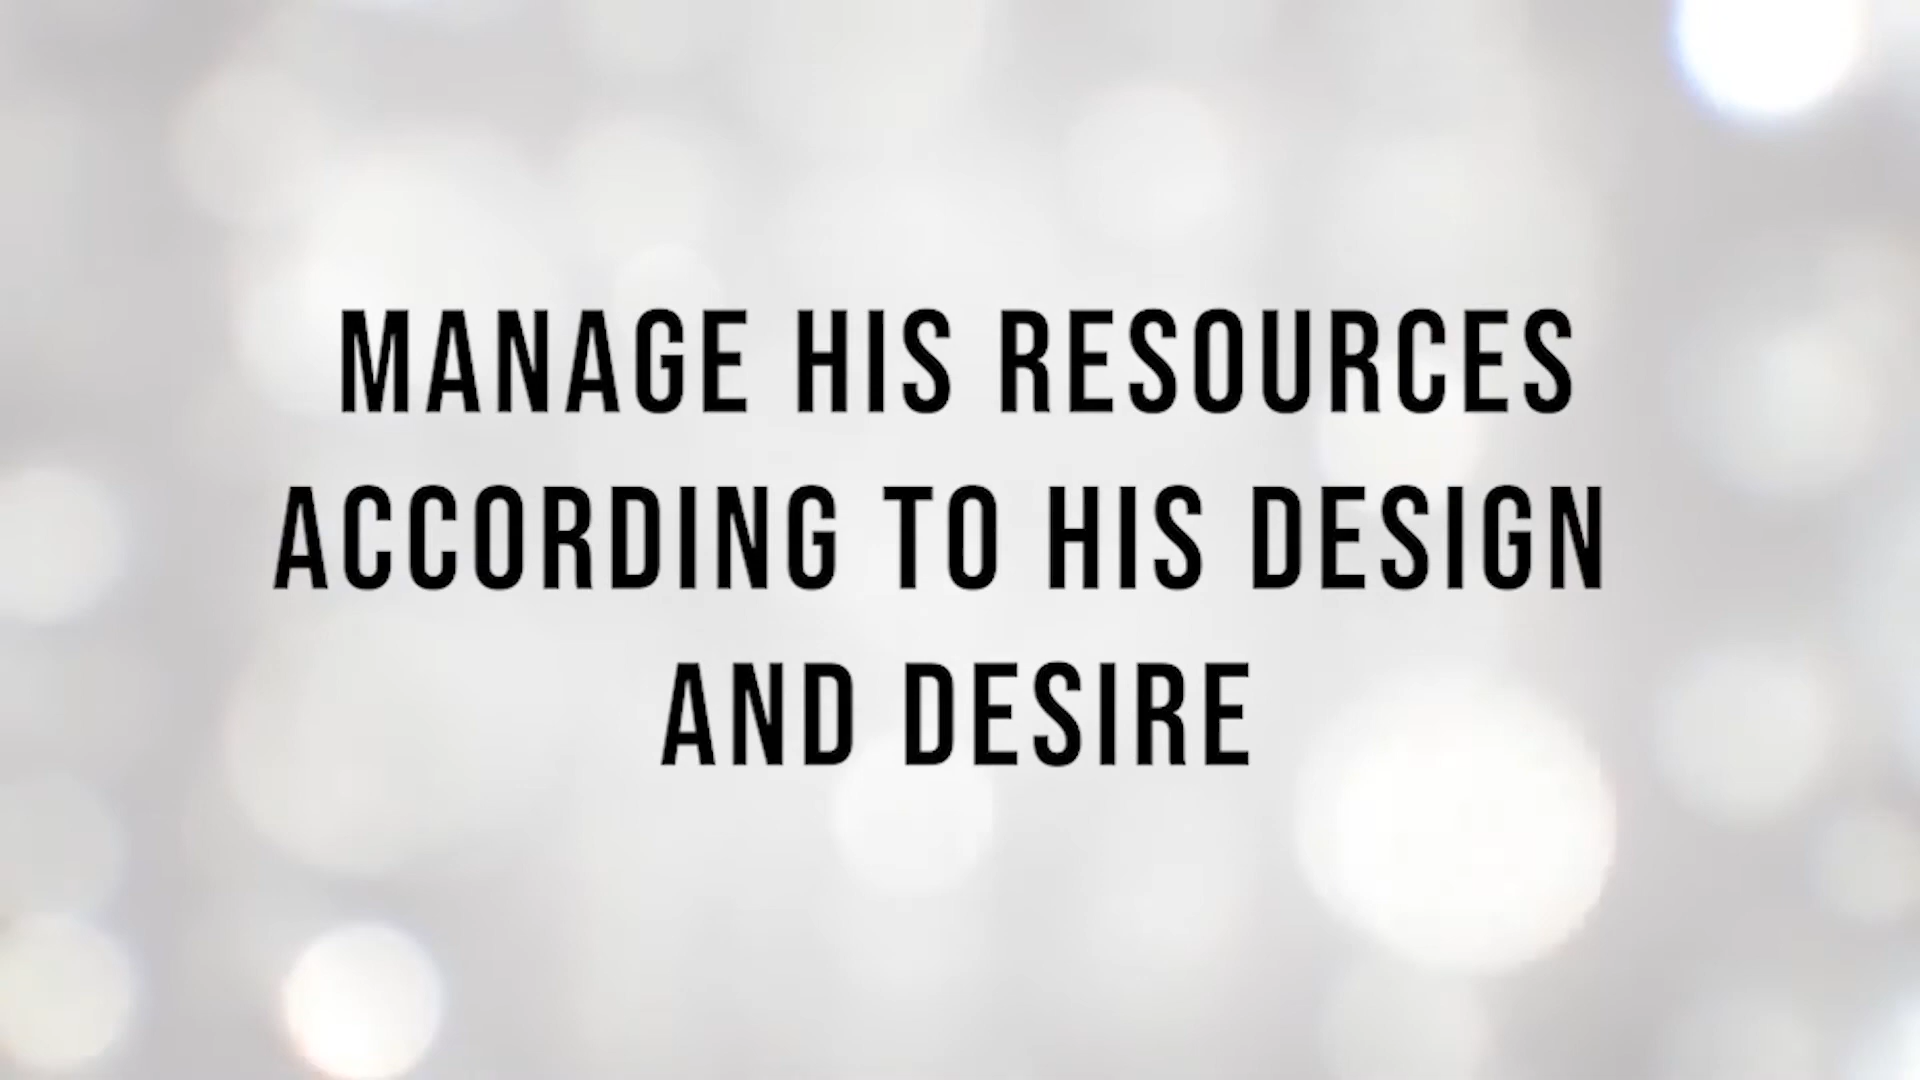 MANAGE HIS RESOURCES
ACCORDING TO HIS DESIGN
AND DESIRE